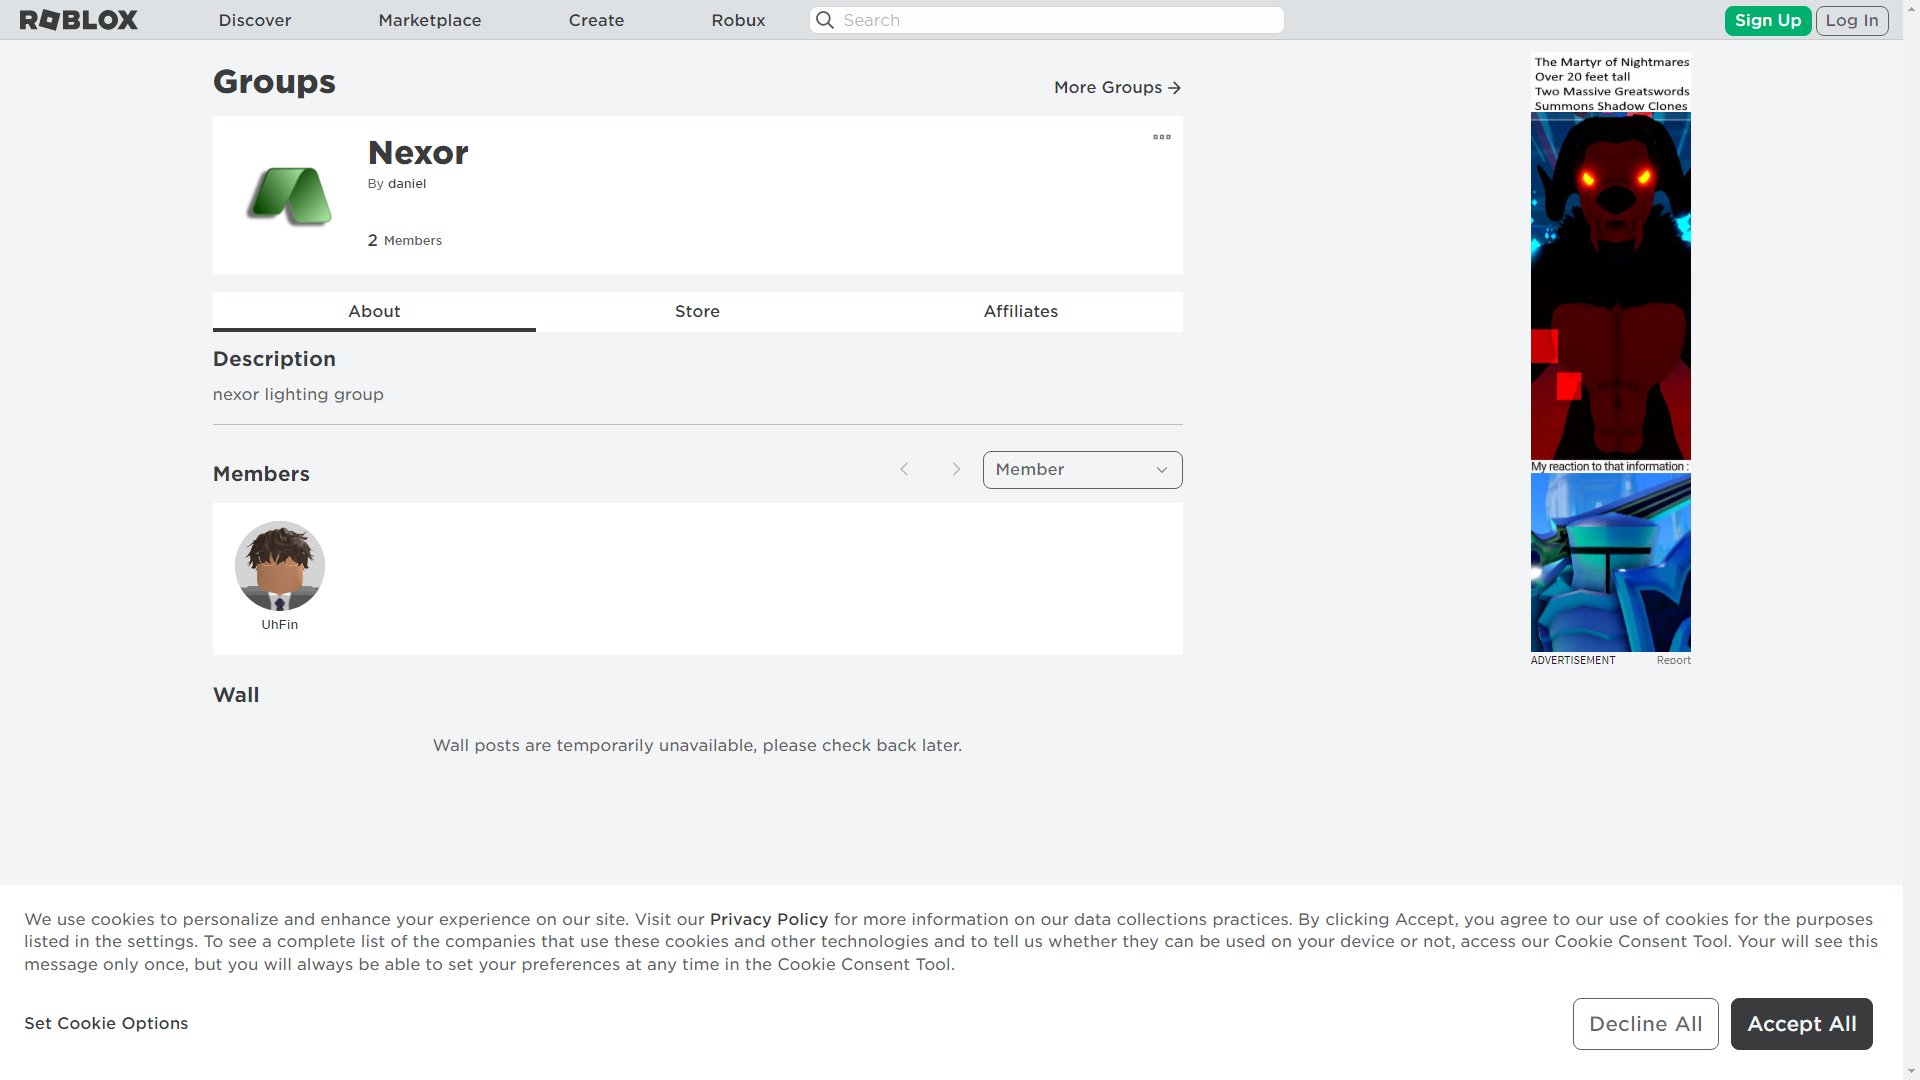 ROBLOX
Discover
Marketplace
Create
Robux
Search
Sign Up
Log In
Groups
More Groups
Nexor
By daniel
2 Members
About
Store
Affiliates
Description
nexor lighting group
Members
Member
UhFin
Wall
Wall posts are temporarily unavailable, please check back later.
The Martyr of Nightmares
Over 20 feet tall
Two Massive Greatswords
Summons Shadow Clones
My reaction to that information :
ADVERTISEMENT
Report
We use cookies to personalize and enhance your experience on our site. Visit our Privacy Policy for more information on our data collections practices. By clicking Accept, you agree to our use of cookies for the purposes
listed in the settings. To see a complete list of the companies that use these cookies and other technologies and to tell us whether they can be used on your device or not, access our Cookie Consent Tool. Your will see this
message only once, but you will always be able to set your preferences at any time in the Cookie Consent Tool.
Set Cookie Options
Decline All
Accept All